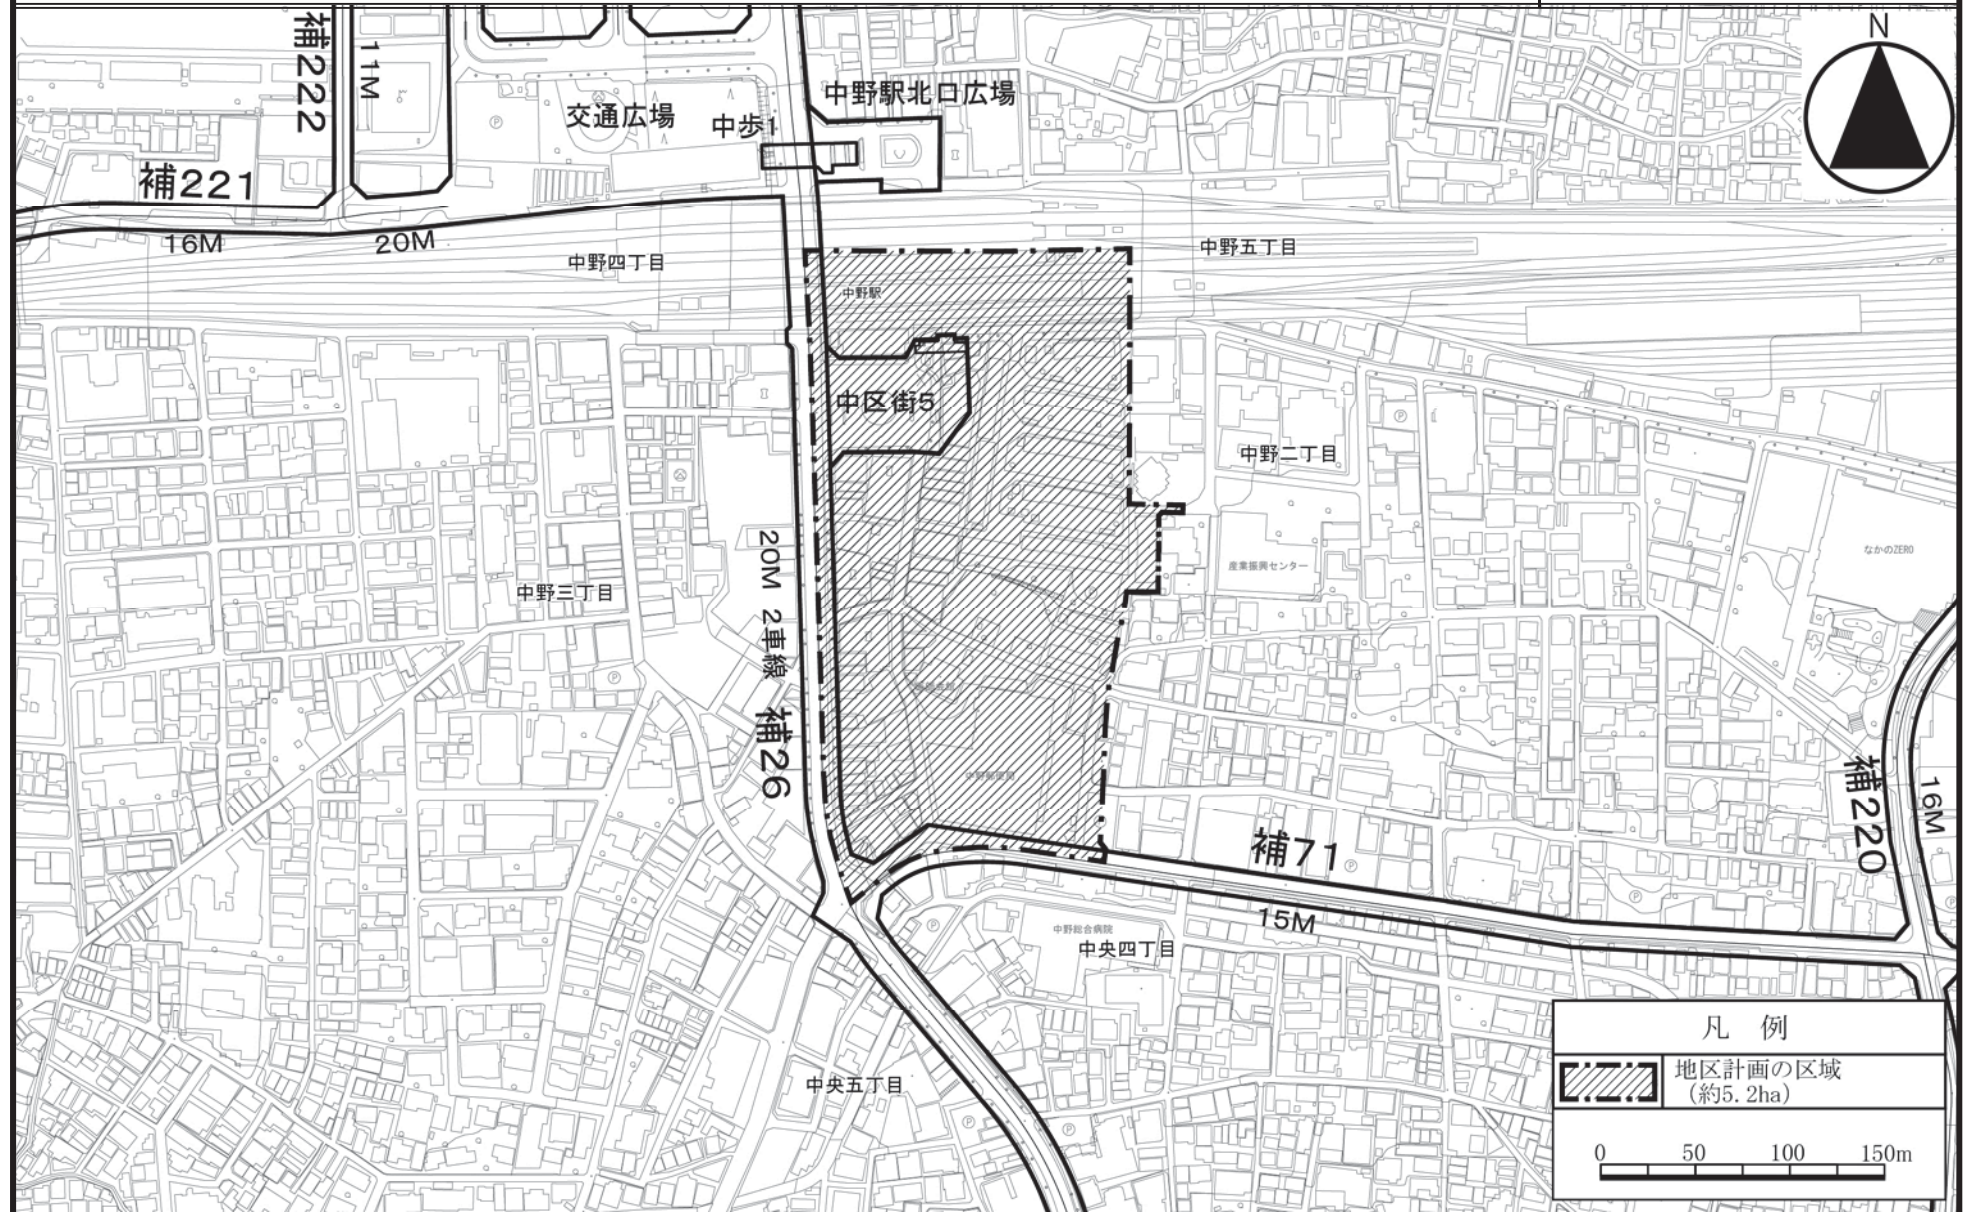 補222
11M
交通広場
中歩1
中野駅北口広場
N
補221
16M
20M
中野四丁目
中野五丁目
中野駅
中区街5
中野二丁目
20M 2車線
補26
中野三丁目
産業振興センター
なかのZERO
中野郵便局
補71
15M
補220
16M
中野総合病院
中央四丁目
中央五丁目
凡 例
地区計画の区域
(約5.2ha)
0 50 100 150m